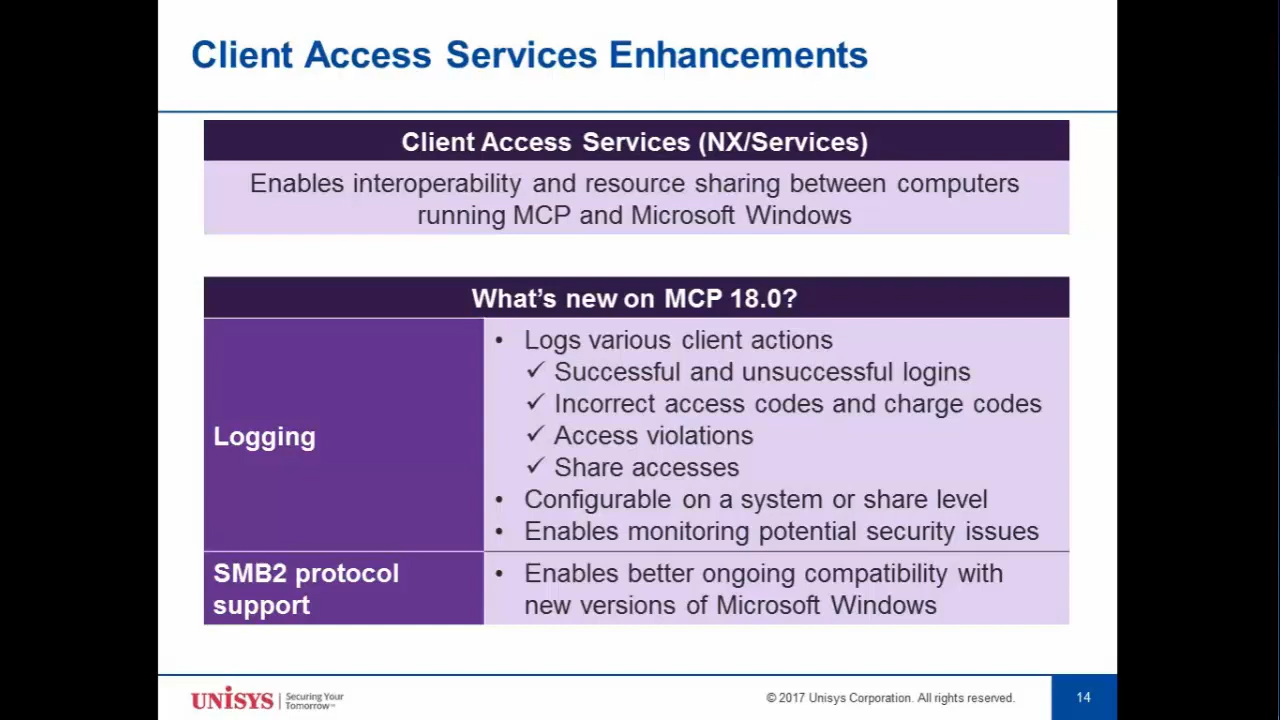 Client Access Services Enhancements
Client Access Services (NX/Services)
Enables interoperability and resource sharing between computers
running MCP and Microsoft Windows
What's new on MCP 18.0?
Logging
• Logs various client actions
✓ Successful and unsuccessful logins
✓ Incorrect access codes and charge codes
✓ Access violations
✓ Share accesses
• Configurable on a system or share level
• Enables monitoring potential security issues
SMB2 protocol
support
• Enables better ongoing compatibility with
new versions of Microsoft Windows
UNISYS
Securing Your
Tomorrow™
© 2017 Unisys Corporation. All rights reserved.
14